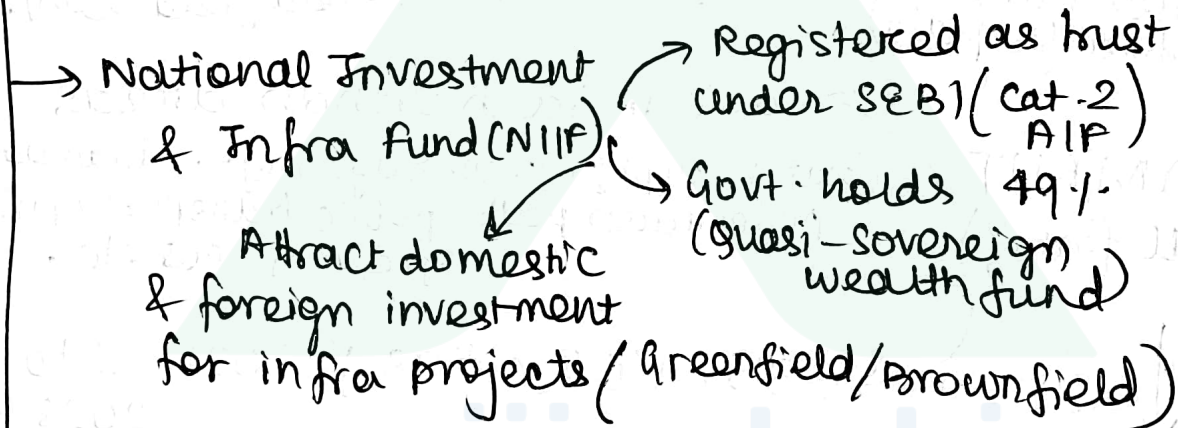 → National Investment
& Infra Fund (NIIF)
→ Registered as trust
under SEBI (Cat-2
AIF)
→ Govt. holds 49%
(Quasi-sovereign
wealth fund)
Attract domestic
& foreign investment
for infra projects (Greenfield/Brownfield)